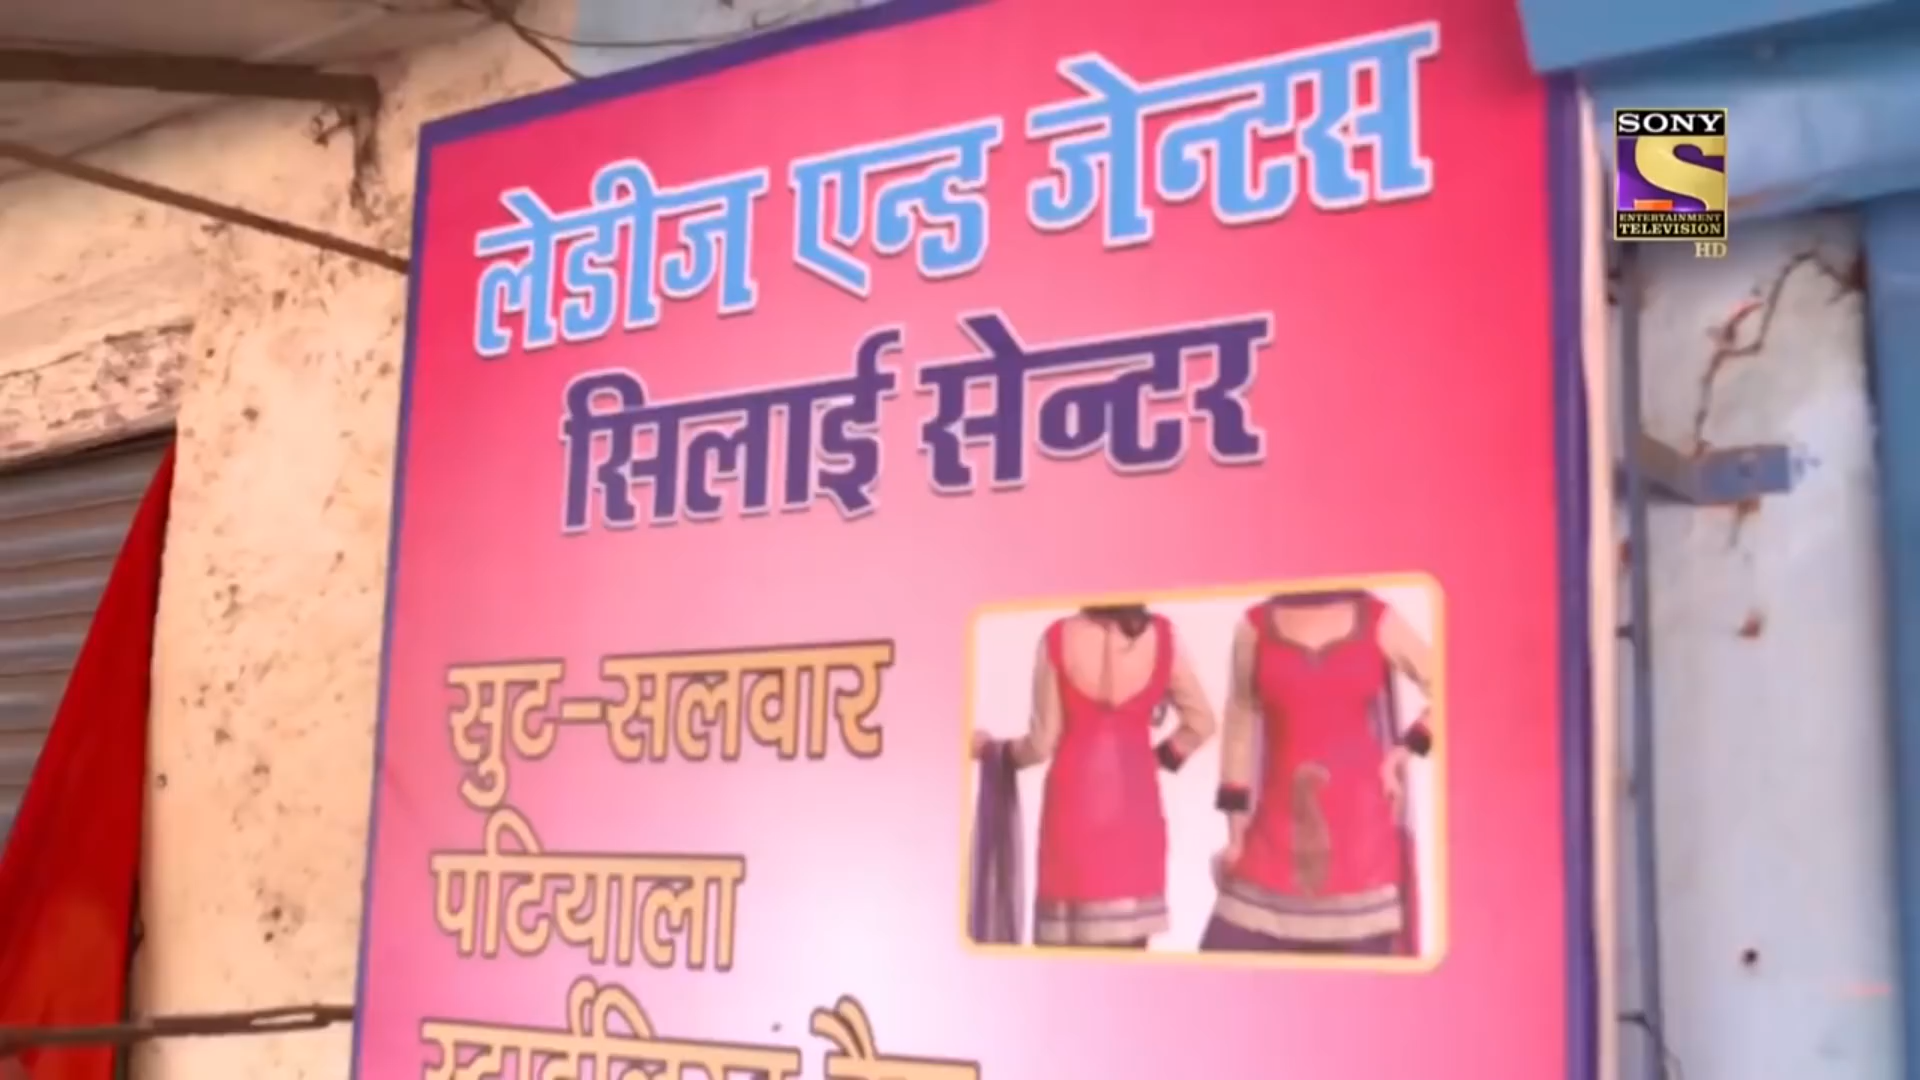 लेडीज एन्ड जेन्टस
सिलाई सेन्टर
सुट-सलवार
पटियाला
SONY
ENTERTAINMENT
TELEVISION
HD